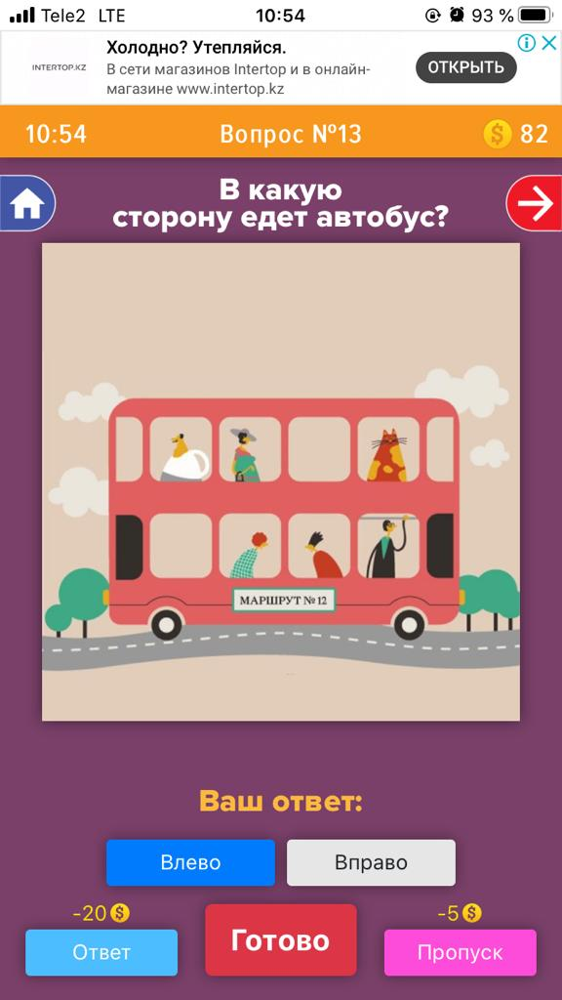 Tele2 LTE 10:54 93 %
Холодно? Утепляйся.
INTERTOP.KZ
В сети магазинов Intertop и в онлайн-
магазине www.intertop.kz
ОТКРЫТЬ
10:54 Вопрос №13 82
В какую
сторону едет автобус?
МАРШРУТ № 12
Ваш ответ:
Влево Вправо
-20 -5
Ответ Готово Пропуск